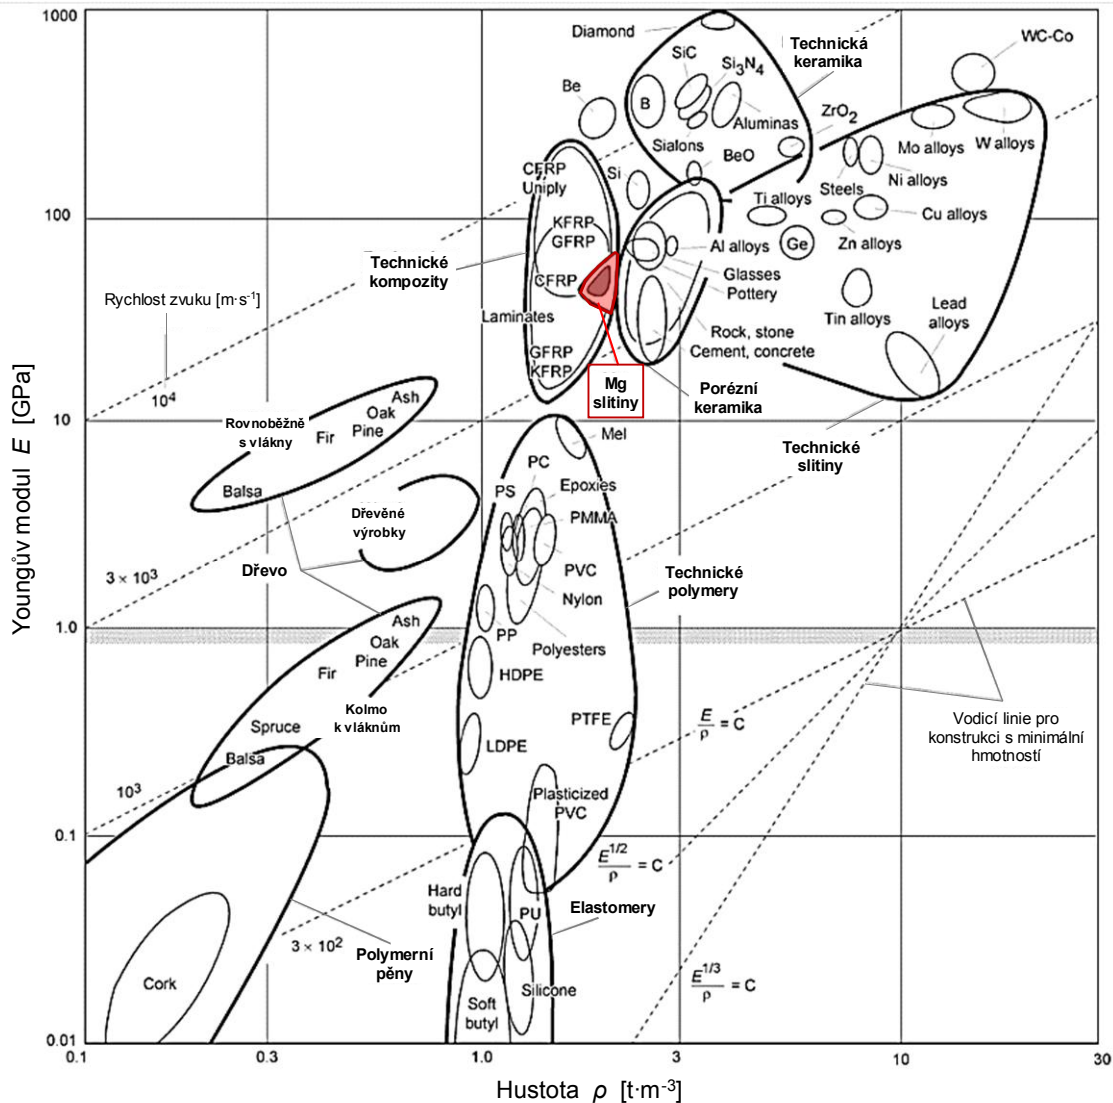 1000
100
10
1.0
0.1
0.01
0.1
0.3
1.0
3
10
30
Youngův modul E [GPa]
Hustota ρ [t·m-3]
Diamond
Technická
keramika
SiC
Si3N4
B
Aluminas
Sialons
BeO
ZrO2
WC-Co
Be
Si
Mo alloys
W alloys
Steels
Ni alloys
Ti alloys
Cu alloys
Zn alloys
Al alloys
Ge
Glasses
Pottery
Tin alloys
Lead
alloys
Rock, stone
Cement, concrete
CFRP
Uniply
KFRP
GFRP
CFRP
Laminates
GFRP
KFRP
Technické
kompozity
Rychlost zvuku [m·s-1]
10⁴
Mg
slitiny
Porézní
keramika
Technické
slitiny
Rovnoběžně
s vlákny
Ash
Oak
Pine
Fir
Balsa
Dřevěné
výrobky
Dřevo
3 × 10³
Mel
PC
PS
Epoxies
PMMA
PVC
Nylon
PP
Polyesters
HDPE
PTFE
LDPE
Plasticized
PVC
Technické
polymery
Ash
Oak
Pine
Fir
Spruce
Balsa
Kolmo
k vláknům
10³
E/ρ = C
E1/2/ρ = C
E1/3/ρ = C
Vodicí linie pro
konstrukci s minimální
hmotností
Hard
butyl
PU
Elastomery
Silicone
Soft
butyl
3 × 10²
Polymerní
pěny
Cork